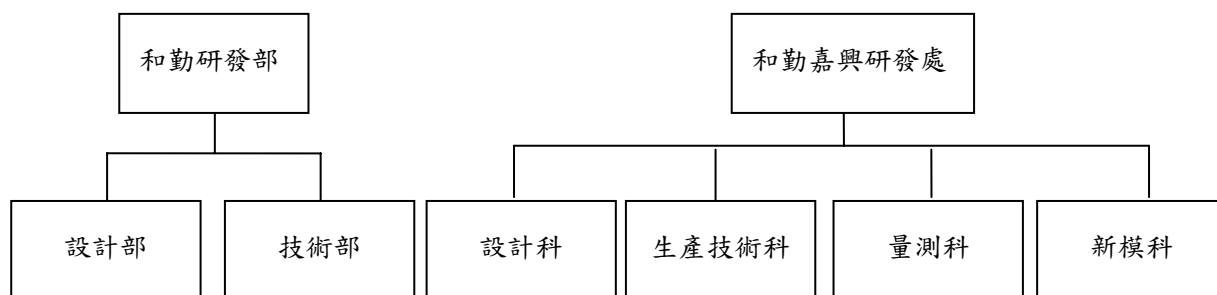 和勤研發部
和勤嘉興研發處
設計部
技術部
設計科
生產技術科
量測科
新模科